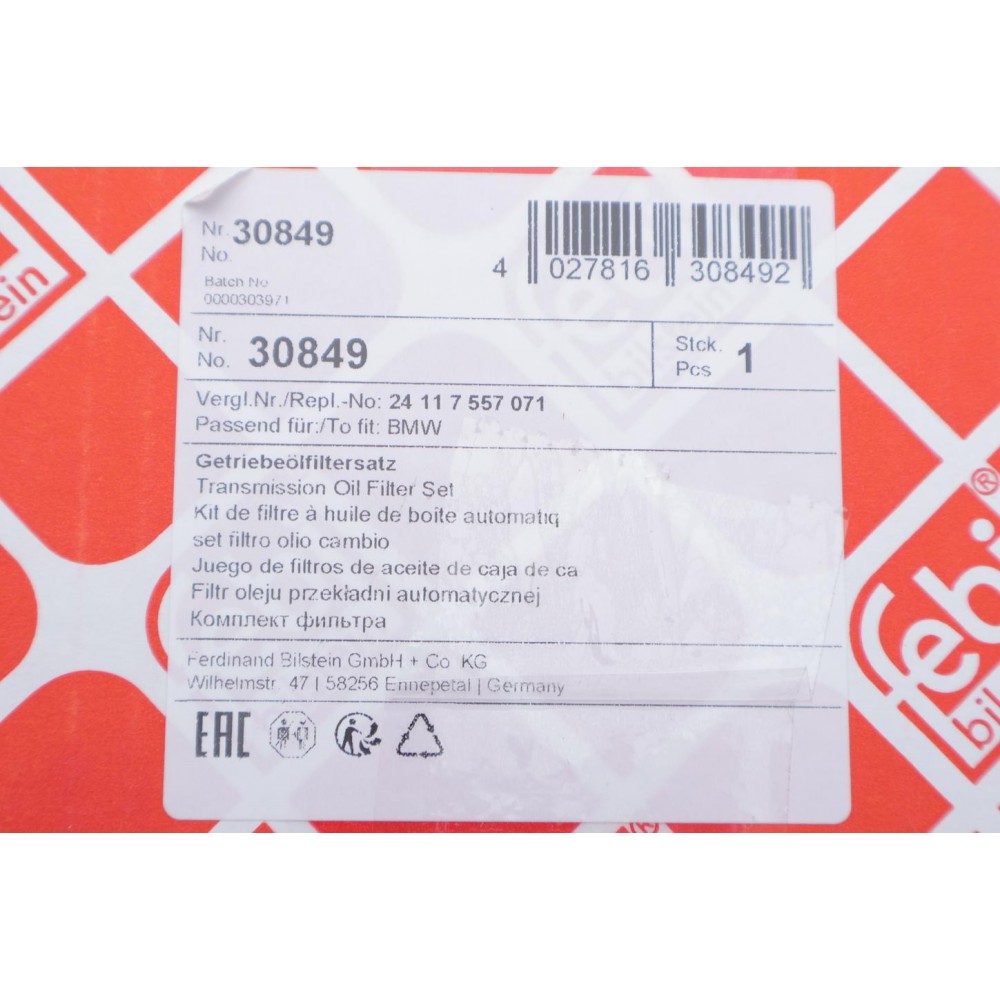 Nr. 30849
No.
Batch No
0000303971
4 027816 308492
Nr.
No. 30849
Stck.
Pcs 1
Vergl.Nr./Repl.-No: 24 11 7 557 071
Passend für:/To fit: BMW
Getriebeölfiltersatz
Transmission Oil Filter Set
Kit de filtre à huile de boite automatiq
set filtro olio cambio
Juego de filtros de aceite de caja de ca
Filtr oleju przekładni automatycznej
Комплект фильтра
Ferdinand Bilstein GmbH + Co KG
Wilhelmstr. 47 | 58256 Ennepetal | Germany
EAC
febi®
bil
ein